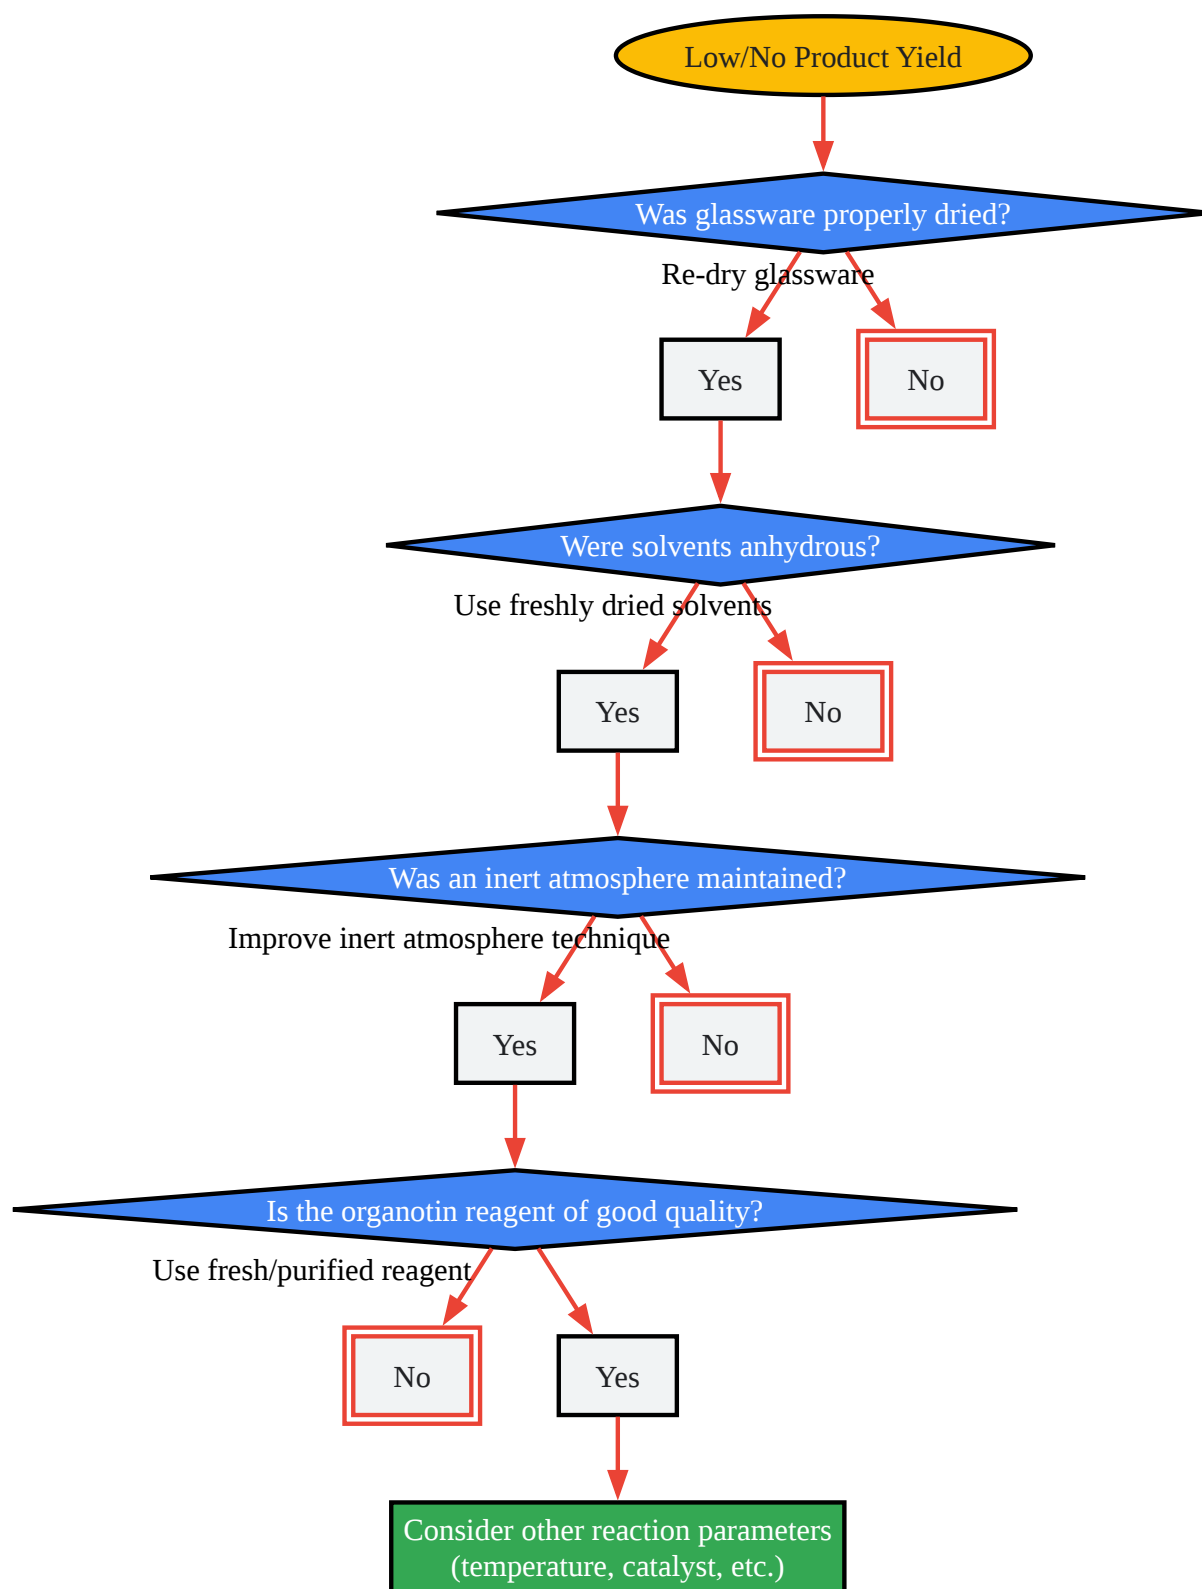 Low/No Product Yield
Was glassware properly dried?
Re-dry glassware
Yes
No
Were solvents anhydrous?
Use freshly dried solvents
Yes
No
Was an inert atmosphere maintained?
Improve inert atmosphere technique
Yes
No
Is the organotin reagent of good quality?
Use fresh/purified reagent
No
Yes
Consider other reaction parameters
(temperature, catalyst, etc.)